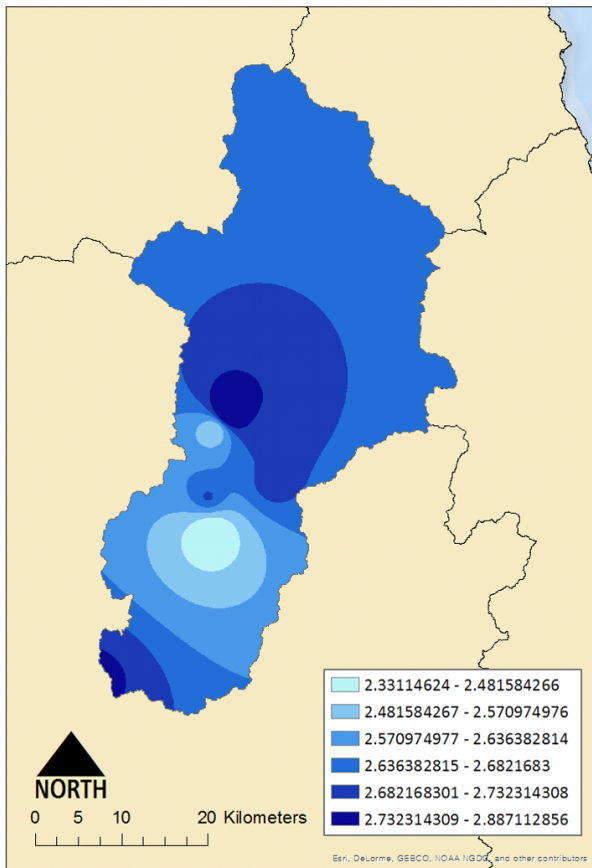 2.33114624 - 2.481584266
2.481584267 - 2.570974976
2.570974977 - 2.636382814
2.636382815 - 2.6821683
2.682168301 - 2.732314308
2.732314309 - 2.887112856
NORTH
0 5 10 20 Kilometers
Esri, DeLorme, GEBCO, NOAA NGDC, and other contributors